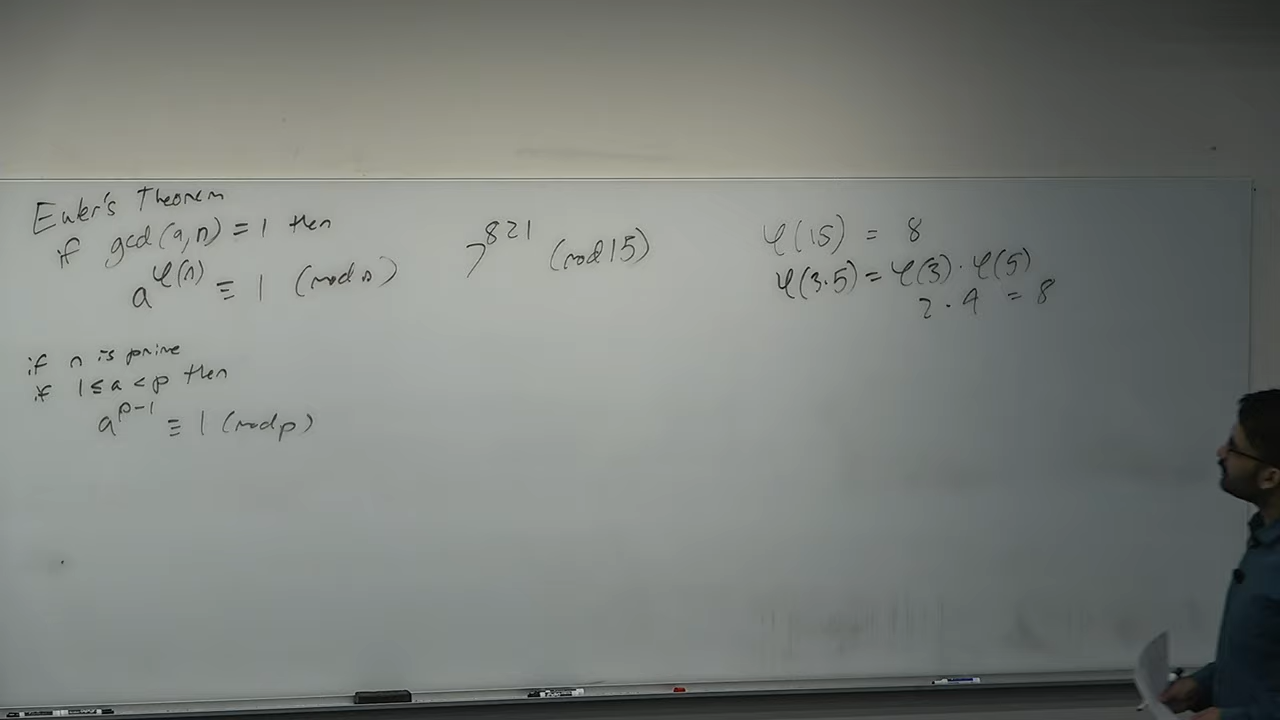 Euler's Theorem
if gcd(a,n) = 1 then
a^φ(n) ≡ 1 (mod n)
if n is prime
if 1 ≤ a < p then
a^p-1 ≡ 1 (mod p)
7^821 (mod 15)
φ(15) = 8
φ(3·5) = φ(3)·φ(5)
2·4 = 8